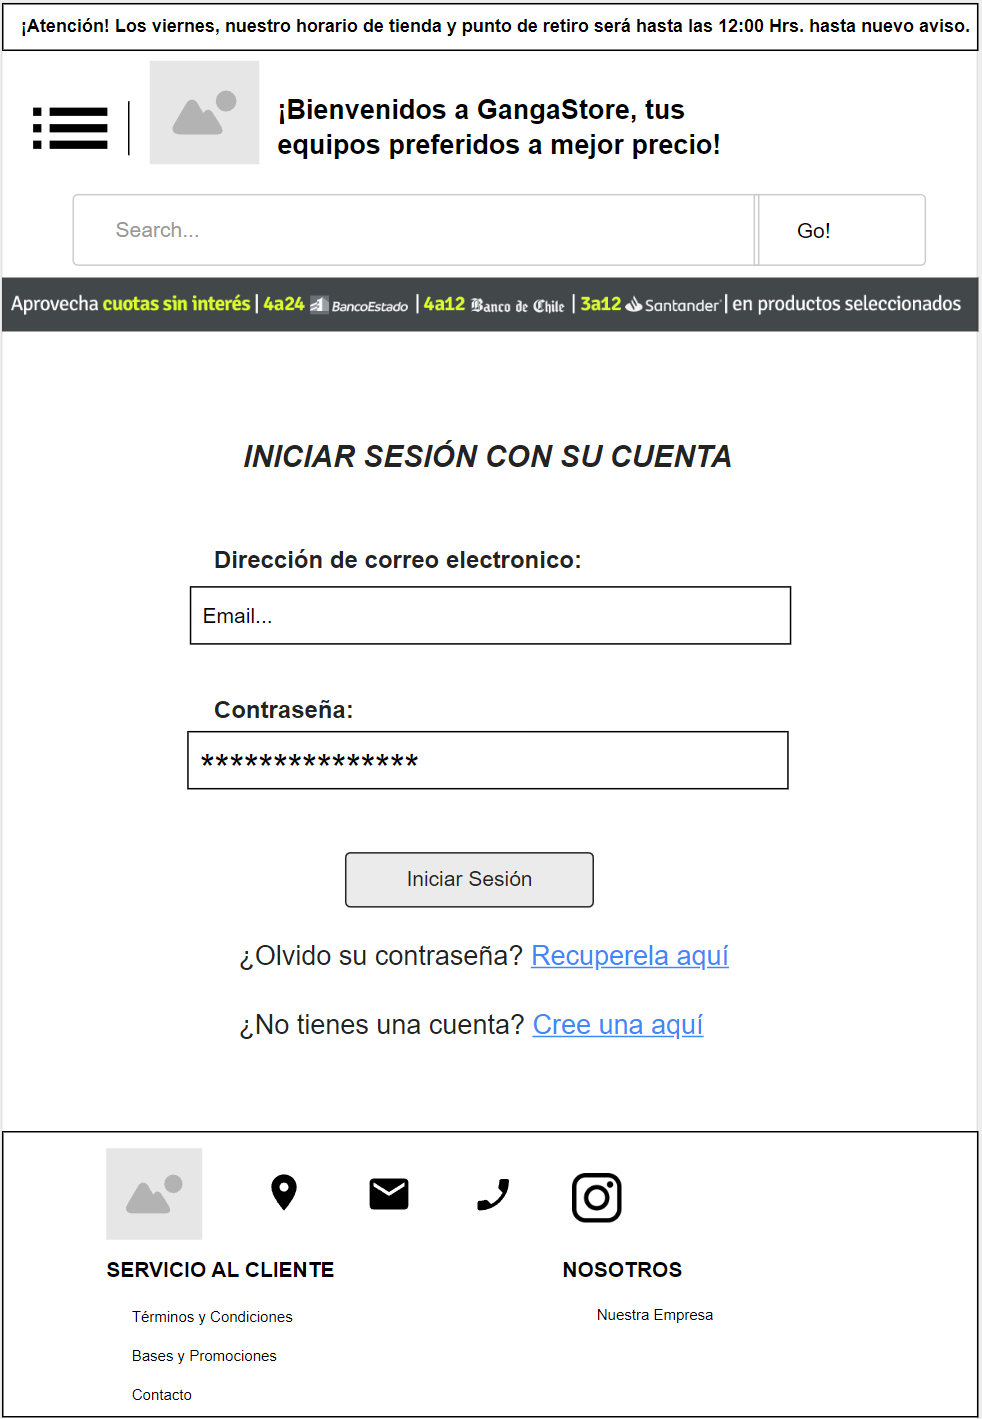 ¡Atención! Los viernes, nuestro horario de tienda y punto de retiro será hasta las 12:00 Hrs. hasta nuevo aviso.
¡Bienvenidos a GangaStore, tus
equipos preferidos a mejor precio!
Search...
Go!
Aprovecha cuotas sin interés | 4a24 BancoEstado | 4a12 Banco de Chile | 3a12 Santander | en productos seleccionados
INICIAR SESIÓN CON SU CUENTA
Dirección de correo electronico:
Email...
Contraseña:
***************
Iniciar Sesión
¿Olvido su contraseña? Recuperela aquí
¿No tienes una cuenta? Cree una aquí
SERVICIO AL CLIENTE
Términos y Condiciones
Bases y Promociones
Contacto
NOSOTROS
Nuestra Empresa